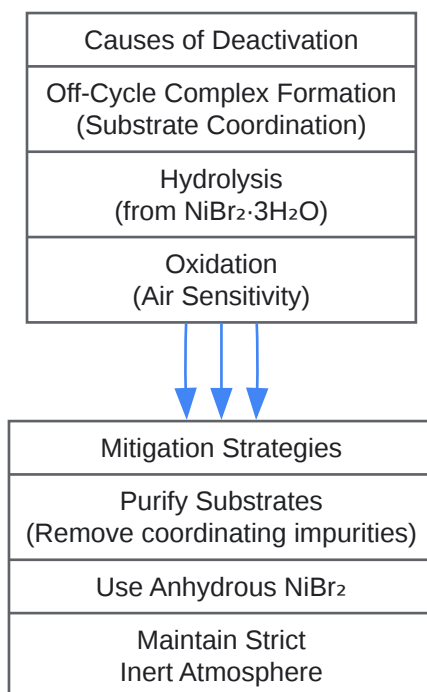 Causes of Deactivation
Off-Cycle Complex Formation
(Substrate Coordination)
Hydrolysis
(from NiBr₂·3H₂O)
Oxidation
(Air Sensitivity)
Mitigation Strategies
Purify Substrates
(Remove coordinating impurities)
Use Anhydrous NiBr₂
Maintain Strict
Inert Atmosphere